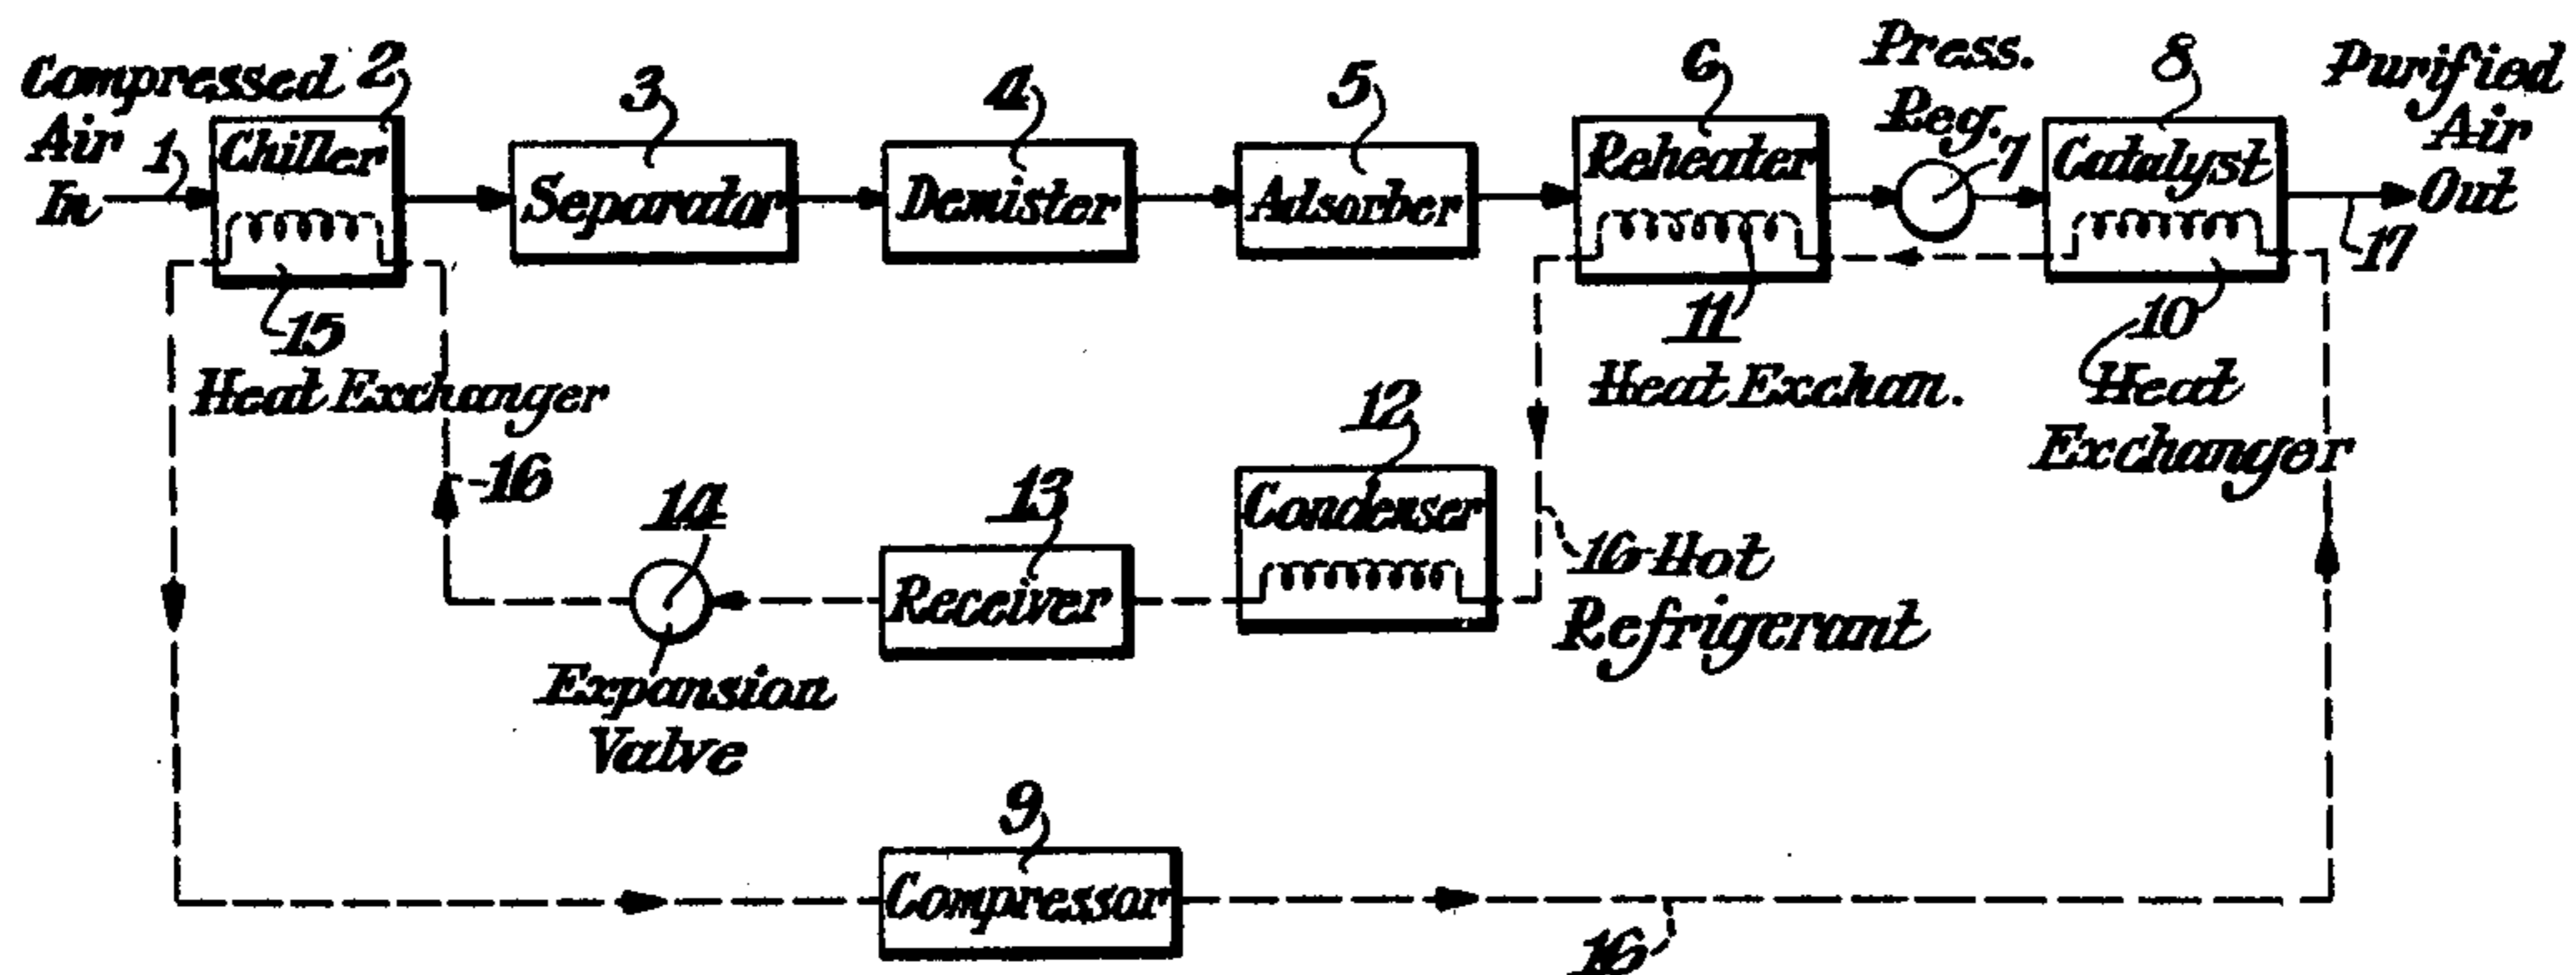 Compressed
Air
In
1
2
Chiller
3
Separator
4
Demister
5
Adsorber
6
Reheater
Press.
Reg.
7
8
Catalyst
Purified
Air
Out
17
15
Heat Exchanger
11
Heat Exchan.
10
Heat
Exchanger
16
14
Expansion
Valve
13
Receiver
12
Condenser
16-Hot
Refrigerant
9
Compressor
16